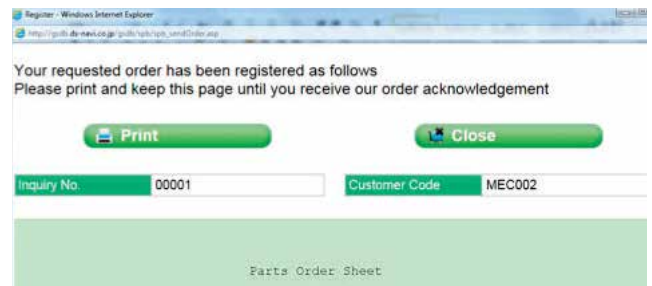 Register - Windows Internet Explorer
Your requested order has been registered as follows
Please print and keep this page until you receive our order acknowledgement
Print Close
Inquiry No. 00001 Customer Code MEC002
Parts Order Sheet